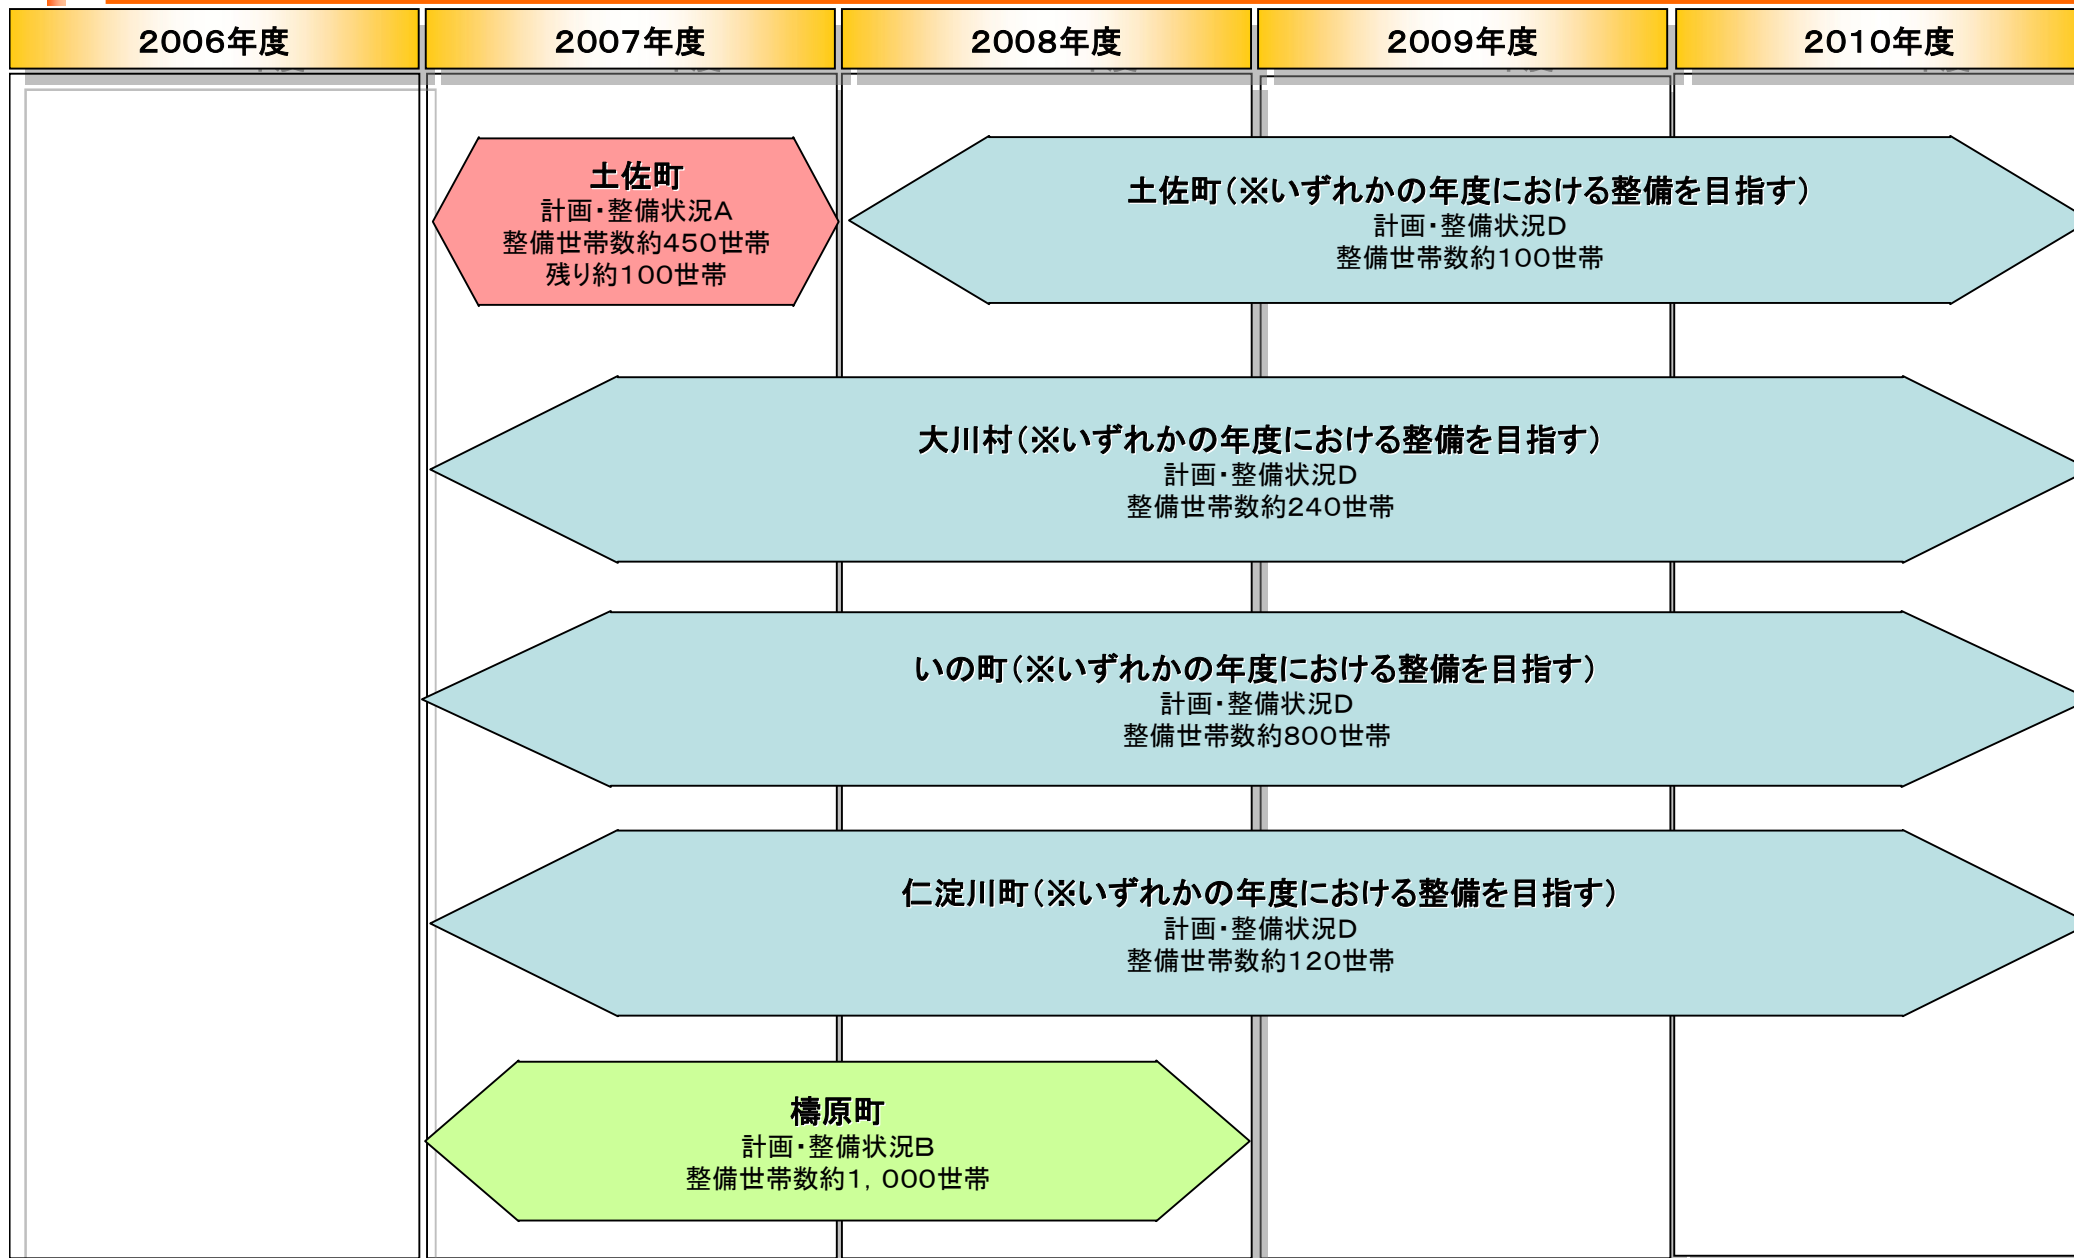 2006年度
2007年度
2008年度
2009年度
2010年度
土佐町
計画・整備状況A
整備世帯数約450世帯
残り約100世帯
土佐町(※いずれかの年度における整備を目指す)
計画・整備状況D
整備世帯数約100世帯
大川村(※いずれかの年度における整備を目指す)
計画・整備状況D
整備世帯数約240世帯
いの町(※いずれかの年度における整備を目指す)
計画・整備状況D
整備世帯数約800世帯
仁淀川町(※いずれかの年度における整備を目指す)
計画・整備状況D
整備世帯数約120世帯
檮原町
計画・整備状況B
整備世帯数約1,000世帯